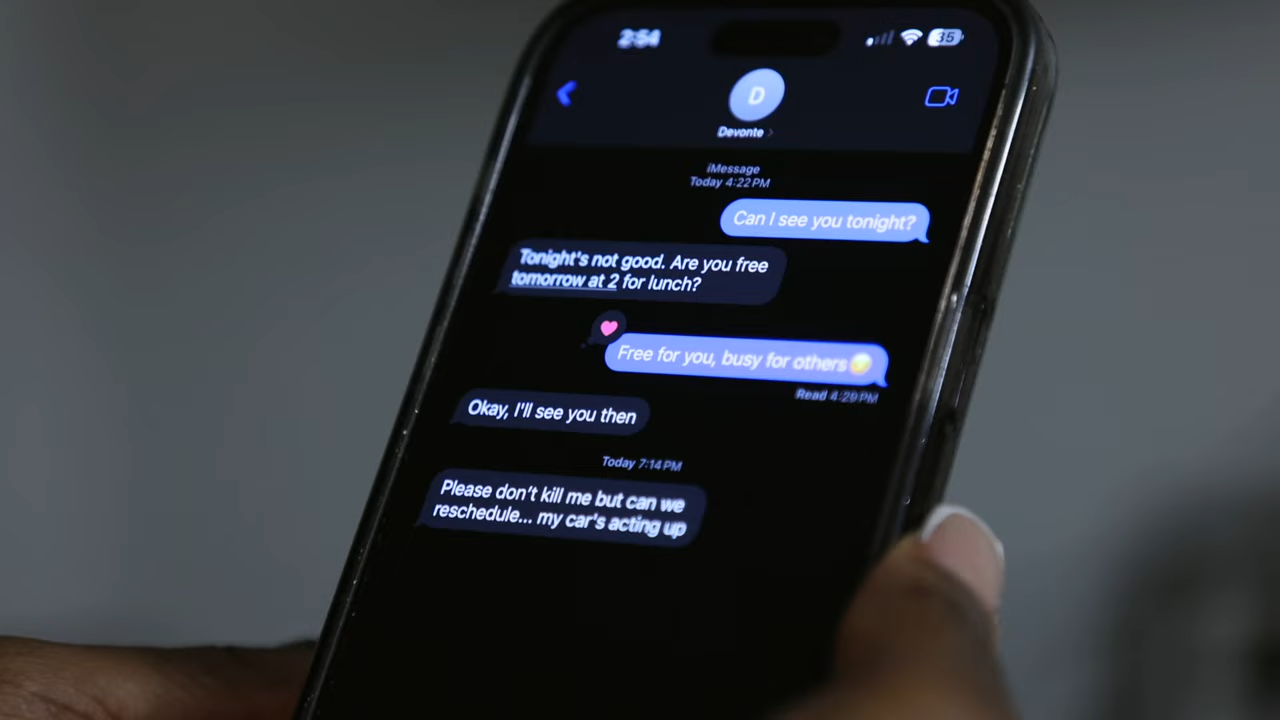 2:54
35
D
Devonte
iMessage
Today 4:22 PM
Can I see you tonight?
Tonight's not good. Are you free
tomorrow at 2 for lunch?
Free for you, busy for others
Read 4:29 PM
Okay, I'll see you then
Today 7:14 PM
Please don't kill me but can we
reschedule... my car's acting up